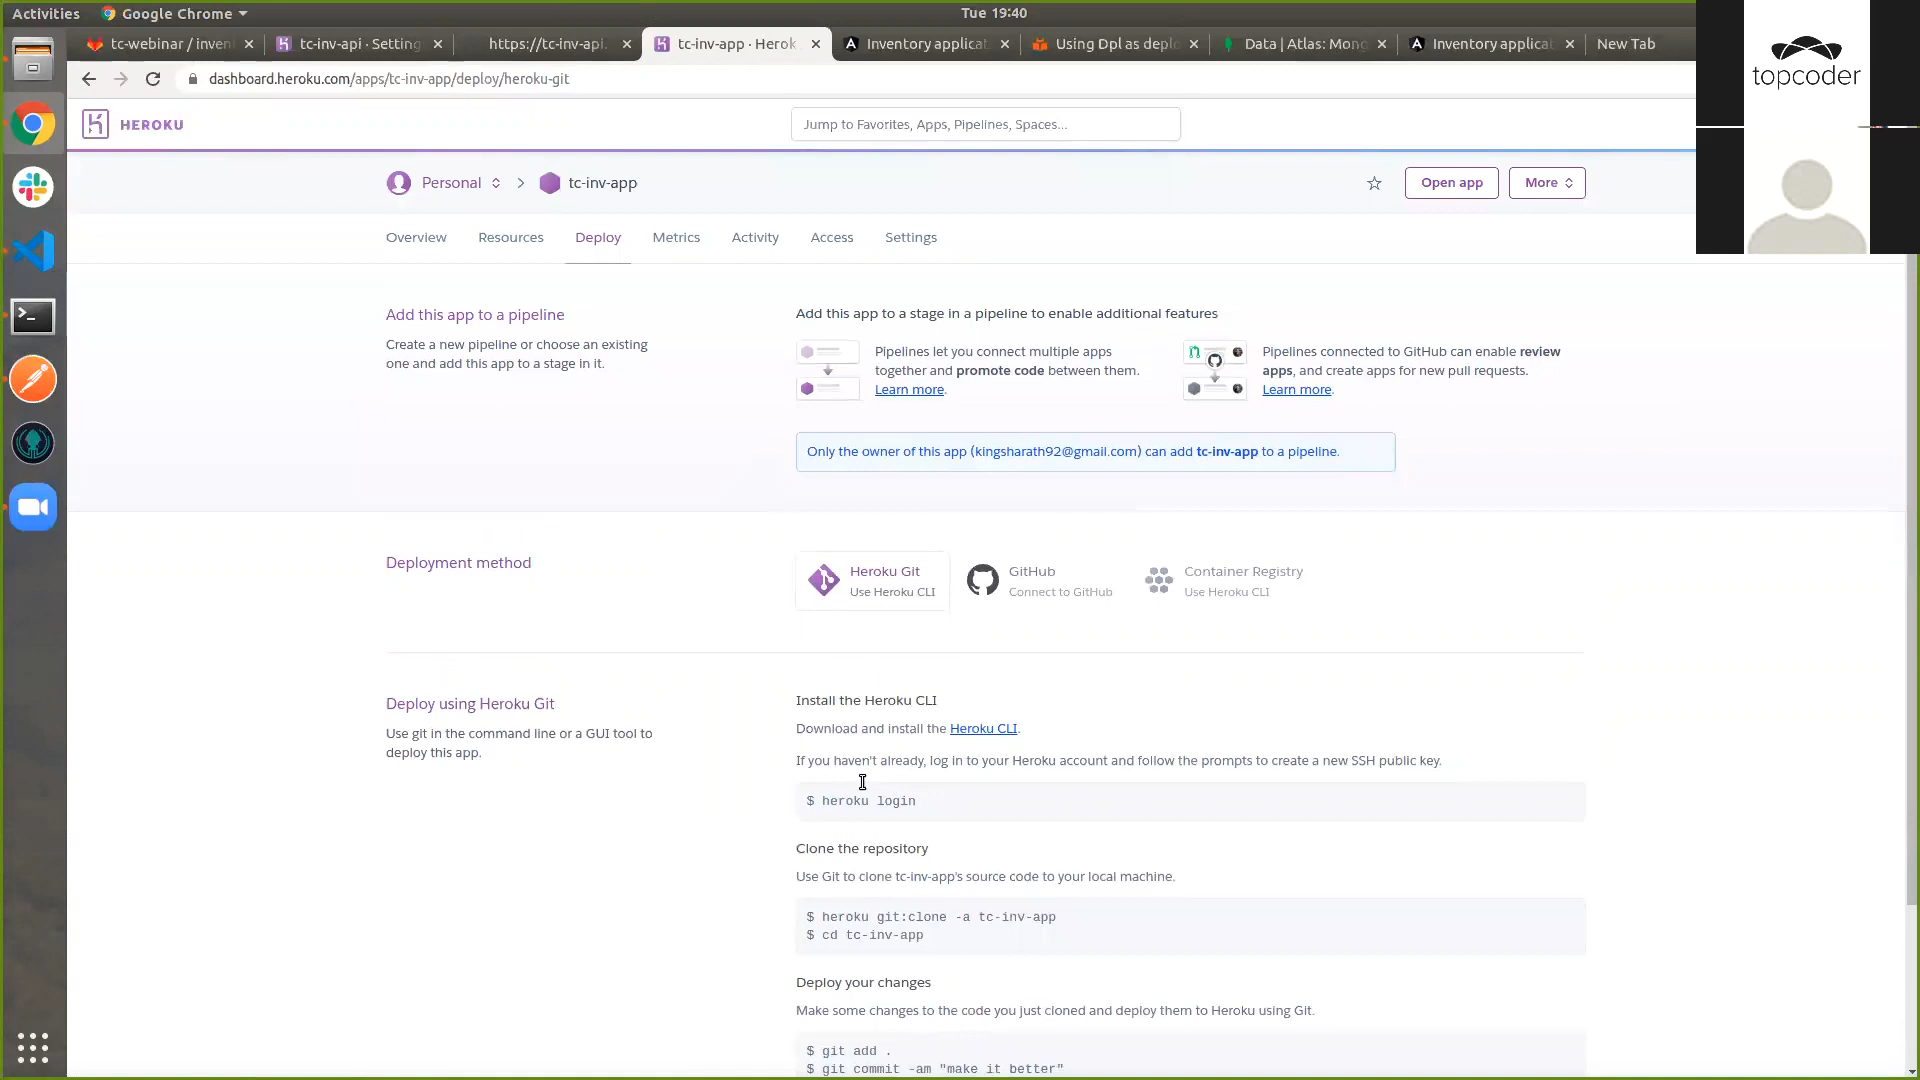 Activities
Google Chrome
Tue 19:40
tc-webinar / inven
tc-inv-api · Setting
https://tc-inv-api.
tc-inv-app · Herok
Inventory applicat
Using Dpl as deplo
Data | Atlas: Mong
Inventory applicat
New Tab
dashboard.heroku.com/apps/tc-inv-app/deploy/heroku-git
topcoder
HEROKU
Jump to Favorites, Apps, Pipelines, Spaces...
Personal
tc-inv-app
Open app
More
Overview
Resources
Deploy
Metrics
Activity
Access
Settings
Add this app to a pipeline
Create a new pipeline or choose an existing
one and add this app to a stage in it.
Add this app to a stage in a pipeline to enable additional features
Pipelines let you connect multiple apps
together and promote code between them.
Learn more.
Pipelines connected to GitHub can enable review
apps, and create apps for new pull requests.
Learn more.
Only the owner of this app (kingsharath92@gmail.com) can add tc-inv-app to a pipeline.
Deployment method
Heroku Git
Use Heroku CLI
GitHub
Connect to GitHub
Container Registry
Use Heroku CLI
Deploy using Heroku Git
Use git in the command line or a GUI tool to
deploy this app.
Install the Heroku CLI
Download and install the Heroku CLI.
If you haven't already, log in to your Heroku account and follow the prompts to create a new SSH public key.
$ heroku login
Clone the repository
Use Git to clone tc-inv-app's source code to your local machine.
$ heroku git:clone -a tc-inv-app
$ cd tc-inv-app
Deploy your changes
Make some changes to the code you just cloned and deploy them to Heroku using Git.
$ git add .
$ git commit -am "make it better"